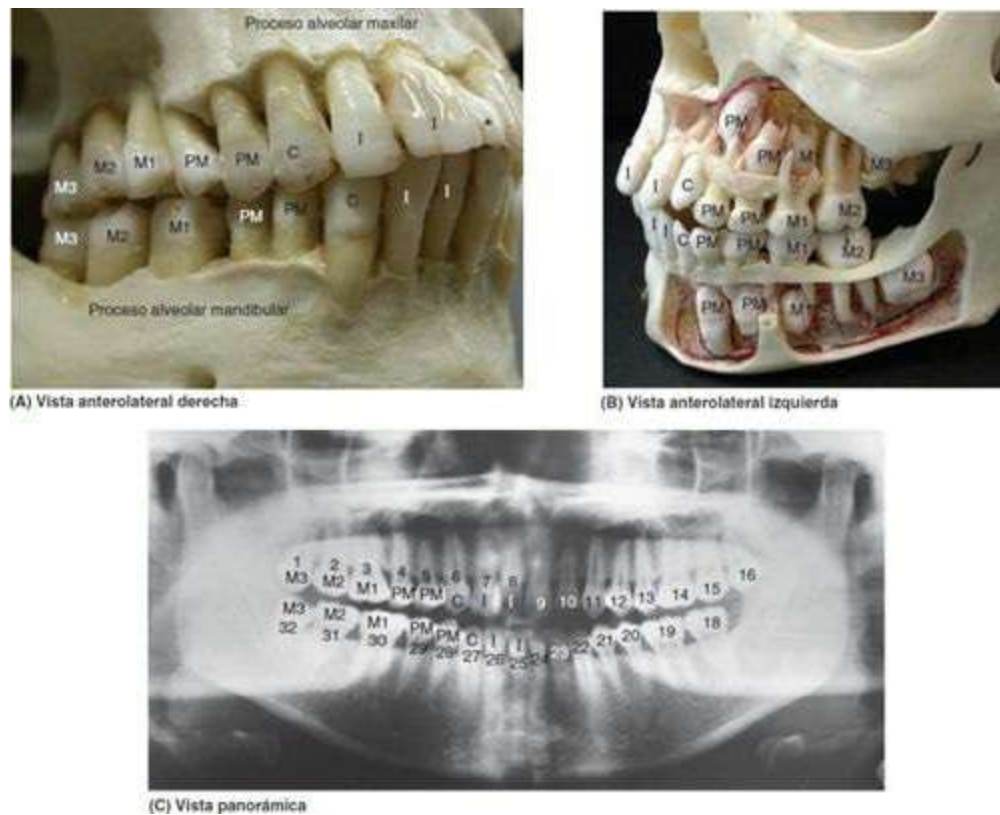 Proceso alveolar maxilar
I
I
*
C
PM
PM
M1
M2
M3
M3
M2
M1
PM
PM
C
I
I
Proceso alveolar mandibular
(A) Vista anterolateral derecha
PM
PM
M
M3
I
I
C
PM
PM
M1
M2
I
I
C
PM
PM
M1
M2
M3
PM
PM
M1
(B) Vista anterolateral izquierda
1 2 3 4 5 6 7 8 9 10 11 12 13 14 15 16
M3 M2 M1 PM PM C I I
M3 M2 M1 PM PM C I I
32 31 30 29 28 27 26 25 24 23 22 21 20 19 18
(C) Vista panorámica